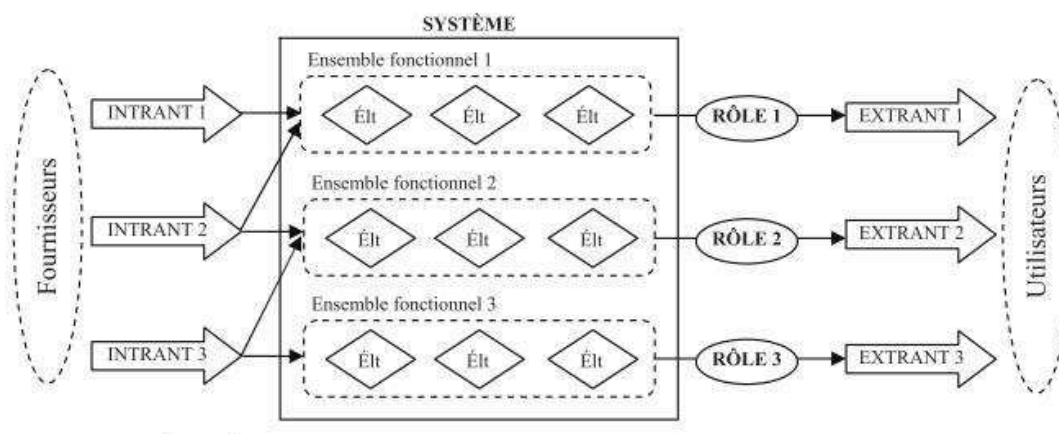 SYSTÈME
Fournisseurs
Ensemble fonctionnel 1
INTRANT 1
Élt Élt Élt
RÔLE 1
EXTRANT 1
Ensemble fonctionnel 2
INTRANT 2
Élt Élt Élt
RÔLE 2
EXTRANT 2
Ensemble fonctionnel 3
INTRANT 3
Élt Élt Élt
RÔLE 3
EXTRANT 3
Utilisateurs